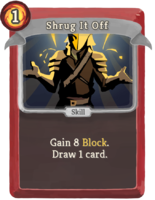 1
Shrug It Off
Skill
Gain 8 Block.
Draw 1 card.